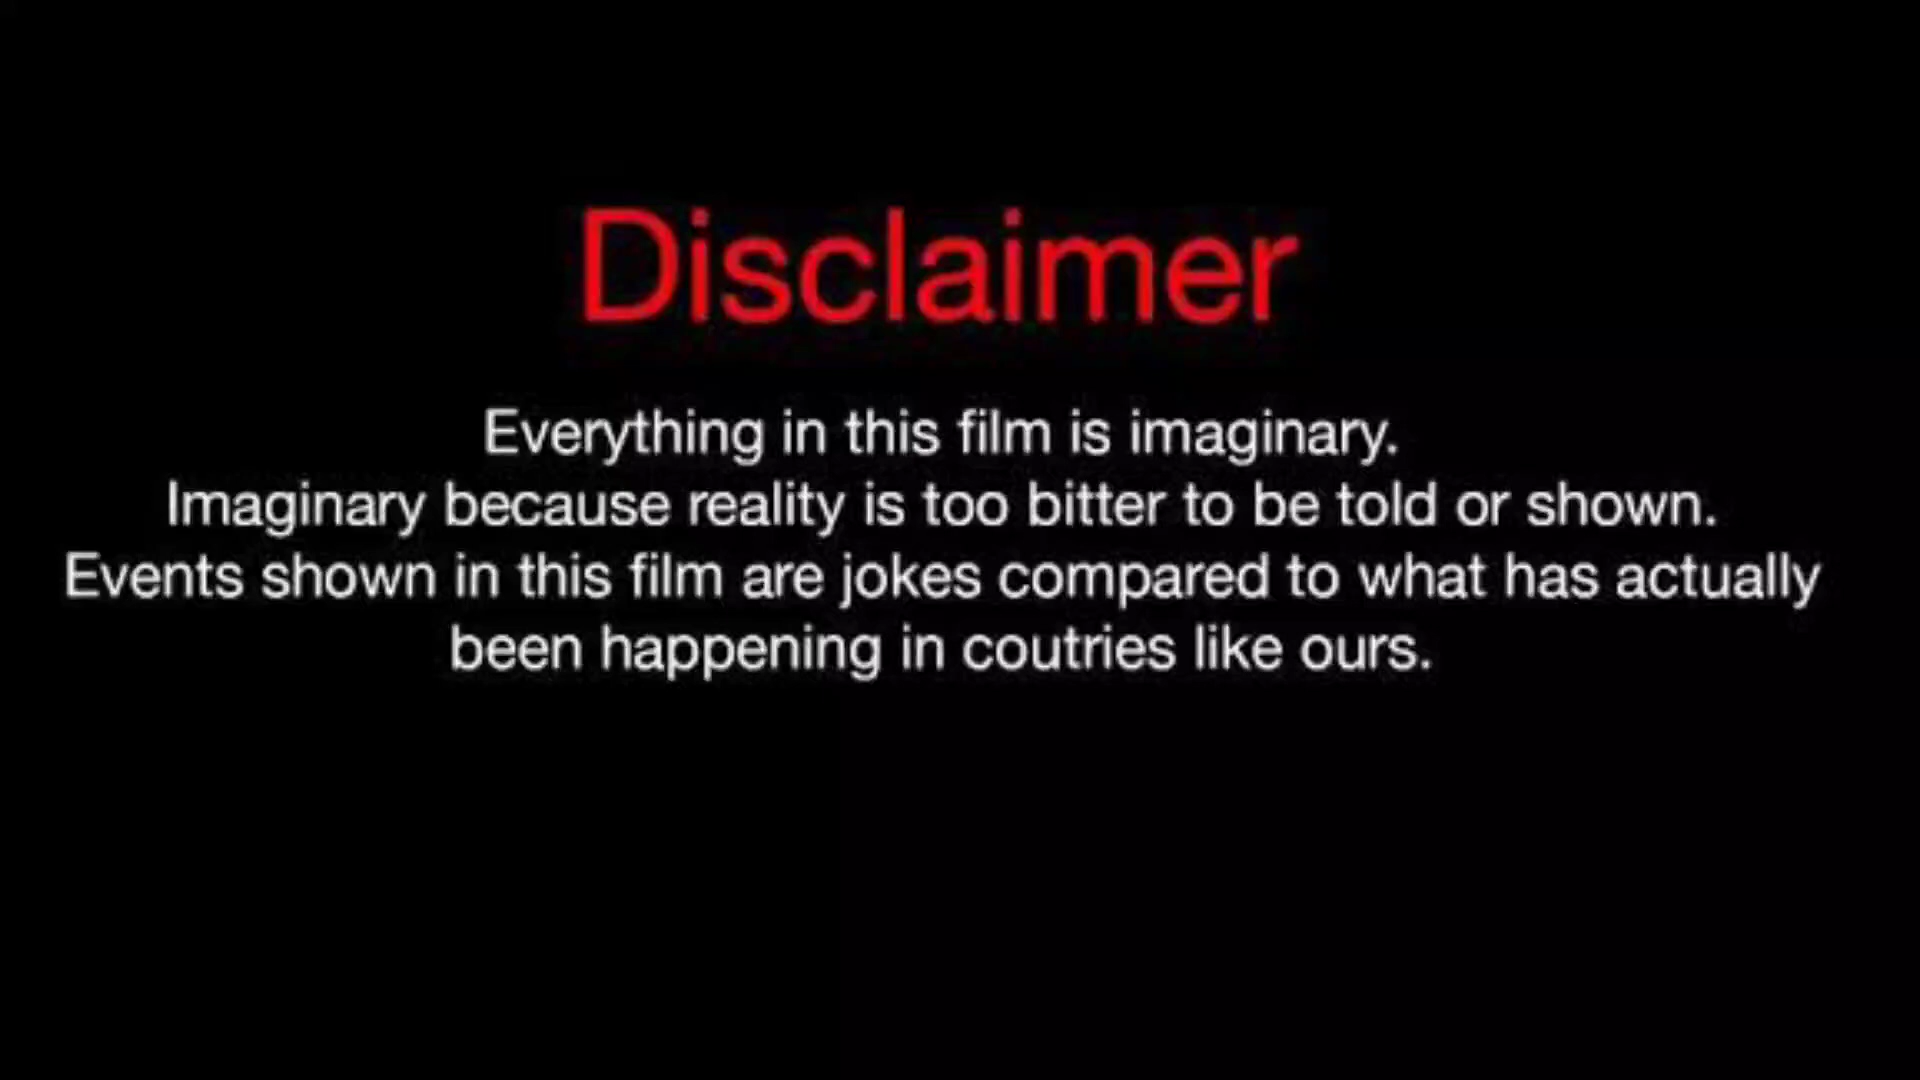 Disclaimer
Everything in this film is imaginary.
Imaginary because reality is too bitter to be told or shown.
Events shown in this film are jokes compared to what has actually
been happening in coutries like ours.